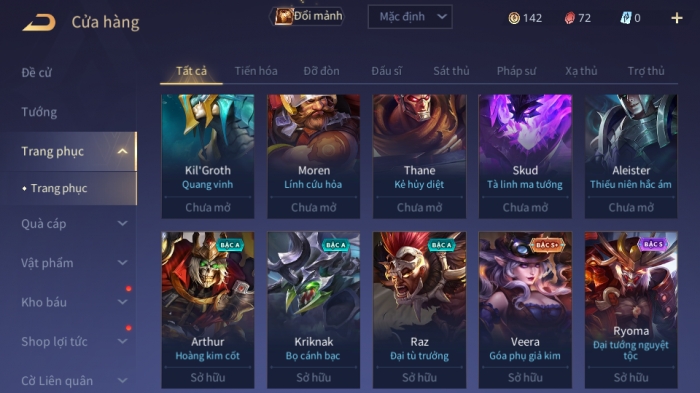 Cửa hàng
Đổi mảnh
Mặc định
142
72
0
Đề cử
Tướng
Trang phục
Trang phục
Quà cáp
Vật phẩm
Kho báu
Shop lợi tức
Cờ Liên quân
Tất cả Tiến hóa Đỡ đòn Đấu sĩ Sát thủ Pháp sư Xạ thủ Trợ thủ
Kil'Groth
Quang vinh
Chưa mở
Moren
Lính cứu hỏa
Chưa mở
Thane
Kẻ hủy diệt
Chưa mở
Skud
Tà linh ma tướng
Chưa mở
Aleister
Thiếu niên hắc ám
Chưa mở
BẬC A
Arthur
Hoàng kim cốt
Sở hữu
BẬC A
Kriknak
Bọ cánh bạc
Sở hữu
BẬC A
Raz
Đại tù trưởng
Sở hữu
BẬC S+
Veera
Góa phụ giả kim
Sở hữu
BẬC S
Ryoma
Đại tướng nguyệt
tộc
Sở hữu